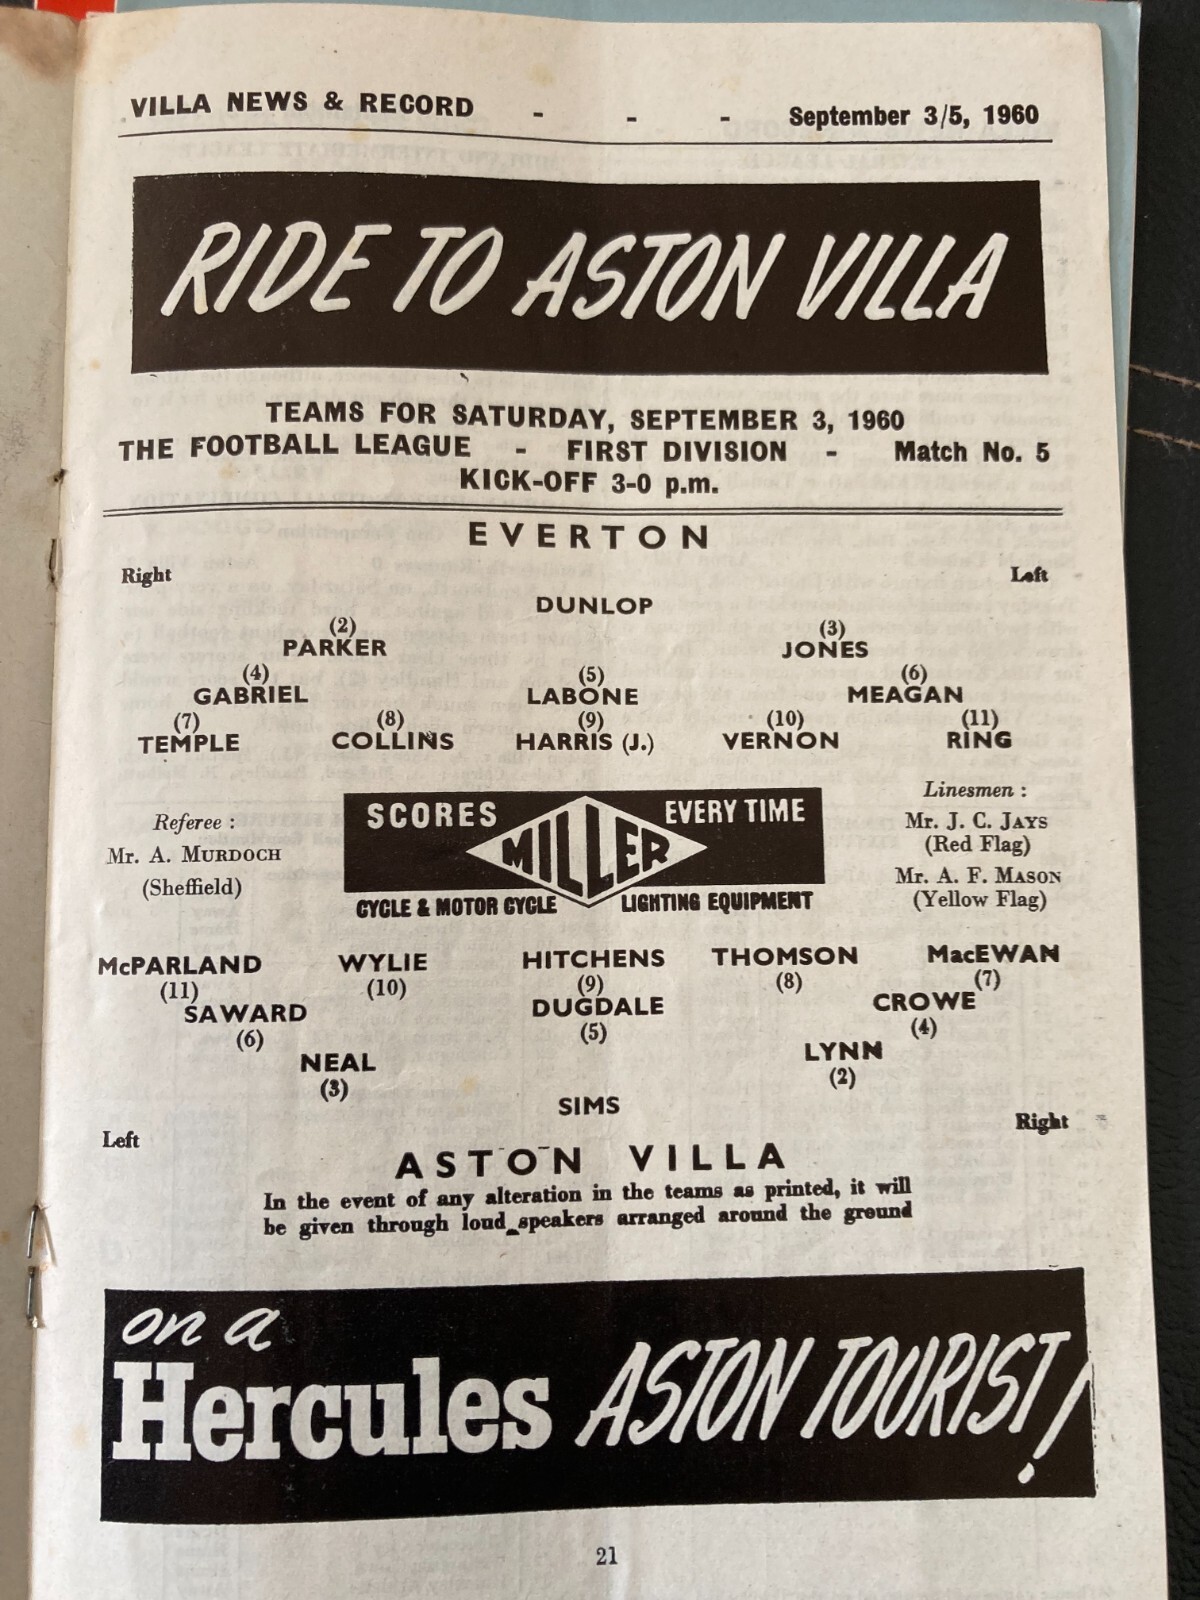 VILLA NEWS & RECORD - - - September 3/5, 1960
RIDE TO ASTON VILLA
TEAMS FOR SATURDAY, SEPTEMBER 3, 1960
THE FOOTBALL LEAGUE - FIRST DIVISION - Match No. 5
KICK-OFF 3-0 p.m.
EVERTON
Right Left
DUNLOP
(2) (3)
PARKER JONES
(4) (5) (6)
GABRIEL LABONE MEAGAN
(7) (8) (9) (10) (11)
TEMPLE COLLINS HARRIS (J.) VERNON RING
Referee :
Mr. A. MURDOCH
(Sheffield)
SCORES MILLER EVERY TIME
CYCLE & MOTOR CYCLE LIGHTING EQUIPMENT
Linesmen :
Mr. J. C. JAYS
(Red Flag)
Mr. A. F. MASON
(Yellow Flag)
McPARLAND WYLIE HITCHENS THOMSON MacEWAN
(11) (10) (9) (8) (7)
SAWARD DUGDALE CROWE
(6) (5) (4)
NEAL LYNN
(3) (2)
SIMS
Left Right
ASTON VILLA
In the event of any alteration in the teams as printed, it will
be given through loud speakers arranged around the ground
on a
Hercules ASTON TOURIST!
21